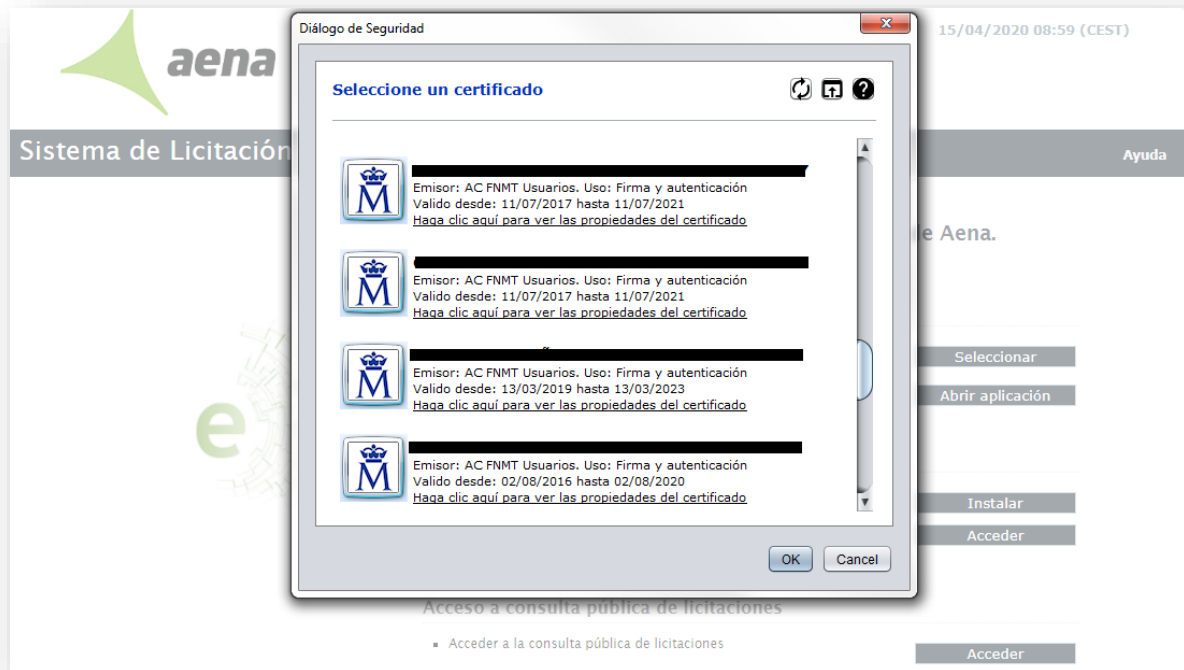 Diálogo de Seguridad
15/04/2020 08:59 (CEST)
aena
Seleccione un certificado
Sistema de Licitación
Ayuda
Emisor: AC FNMT Usuarios. Uso: Firma y autenticación
Valido desde: 11/07/2017 hasta 11/07/2021
Haga clic aquí para ver las propiedades del certificado
e Aena.
Emisor: AC FNMT Usuarios. Uso: Firma y autenticación
Valido desde: 11/07/2017 hasta 11/07/2021
Haga clic aquí para ver las propiedades del certificado
Seleccionar
Emisor: AC FNMT Usuarios. Uso: Firma y autenticación
Valido desde: 13/03/2019 hasta 13/03/2023
Abrir aplicación
Haga clic aquí para ver las propiedades del certificado
e
Emisor: AC FNMT Usuarios. Uso: Firma y autenticación
Valido desde: 02/08/2016 hasta 02/08/2020
Haga clic aquí para ver las propiedades del certificado
Instalar
Acceder
OK
Cancel
Acceso a consulta pública de licitaciones
Acceder a la consulta pública de licitaciones
Acceder